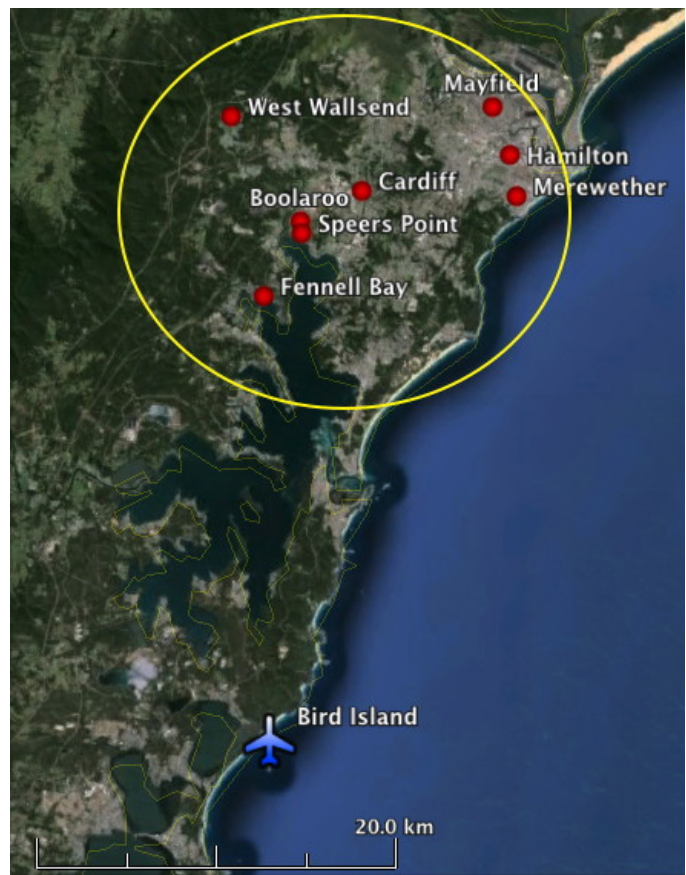 Mayfield
West Wallsend
Hamilton
Cardiff
Merewether
Boolaroo
Speers Point
Fennell Bay
Bird Island
20.0 km